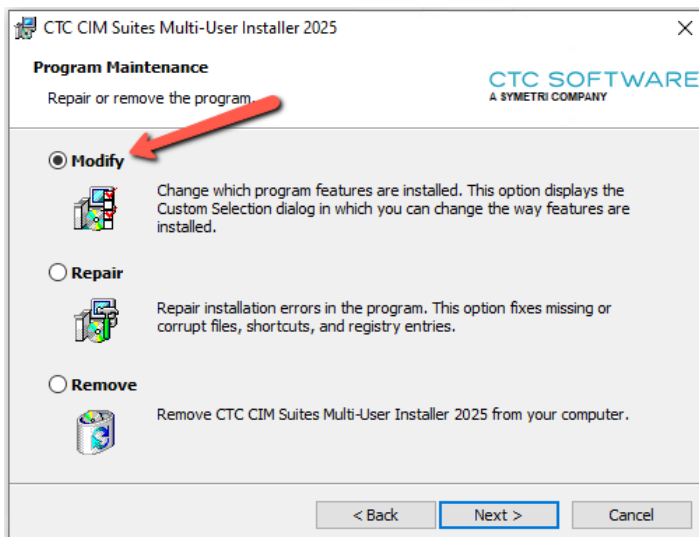 CTC CIM Suites Multi-User Installer 2025
Program Maintenance
Repair or remove the program.
CTC SOFTWARE
A SYMETRI COMPANY
Modify
Change which program features are installed. This option displays the
Custom Selection dialog in which you can change the way features are
installed.
Repair
Repair installation errors in the program. This option fixes missing or
corrupt files, shortcuts, and registry entries.
Remove
Remove CTC CIM Suites Multi-User Installer 2025 from your computer.
< Back
Next >
Cancel